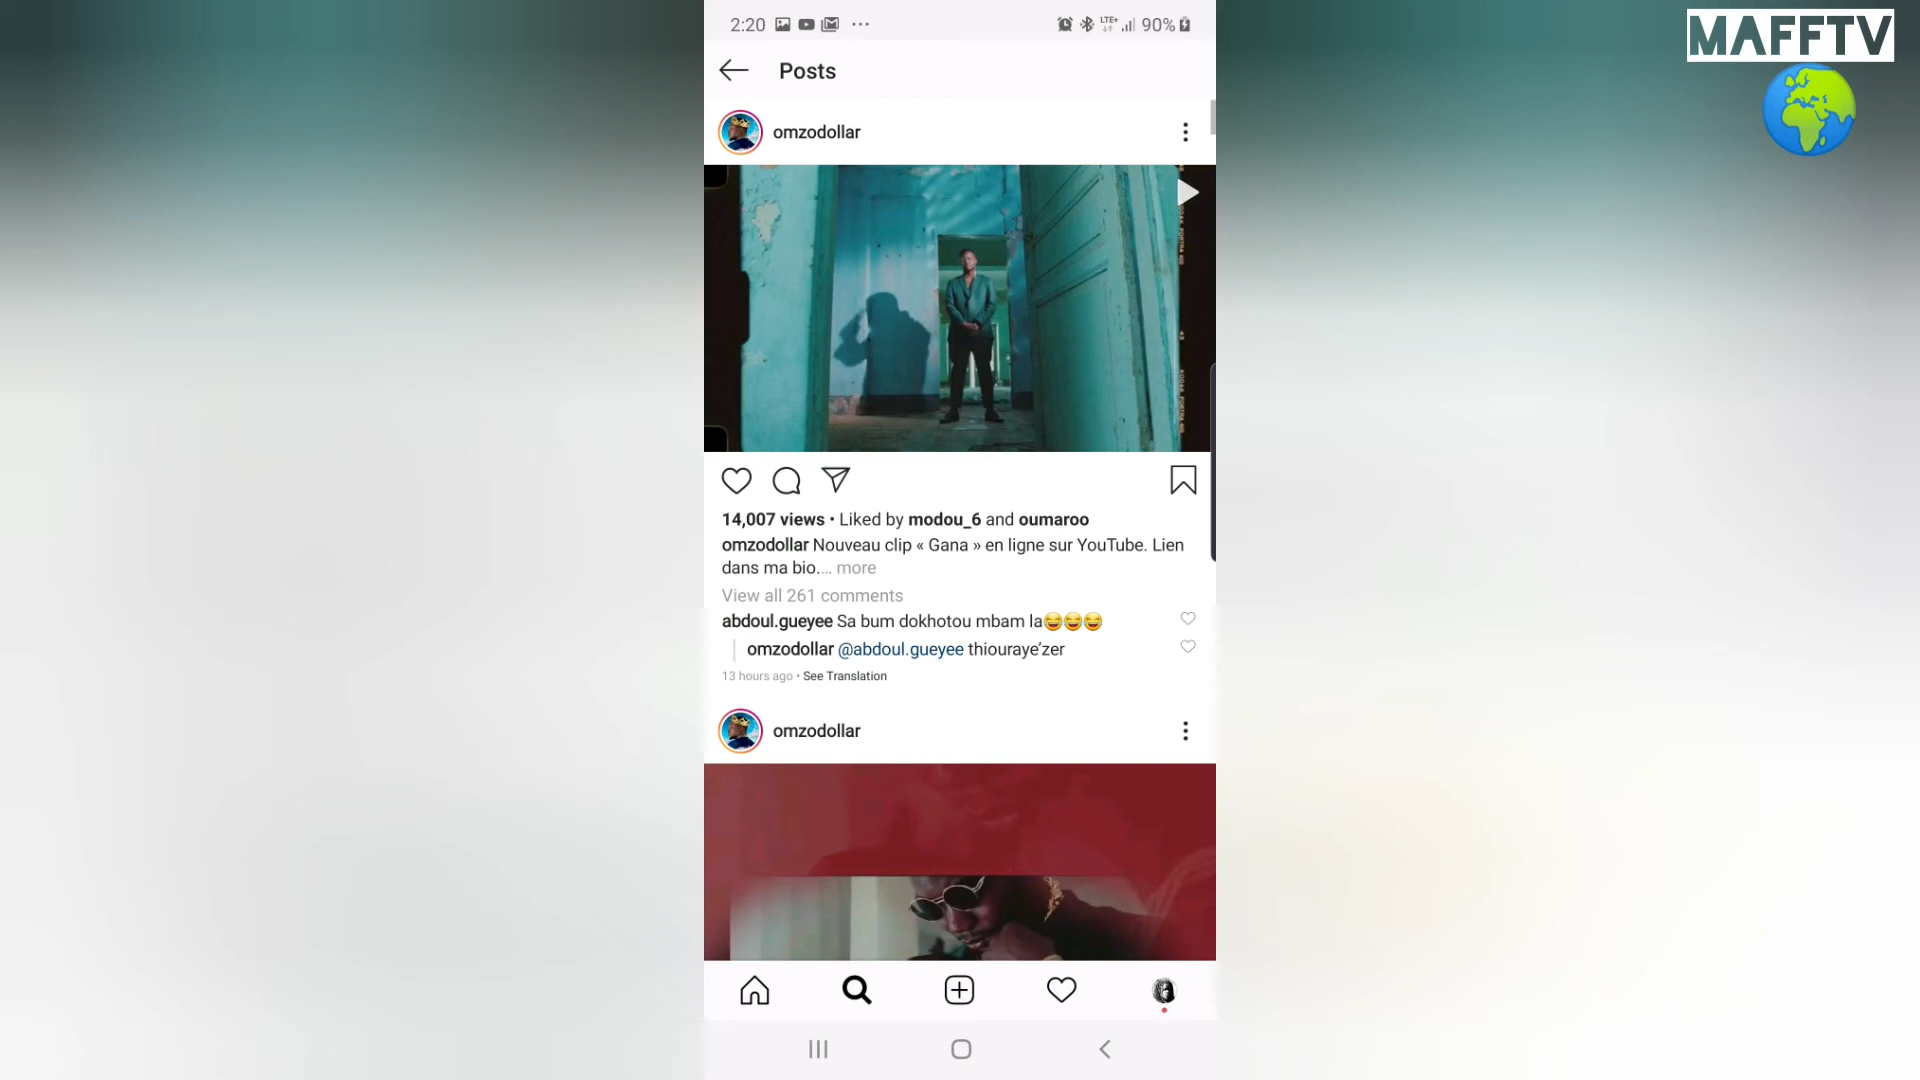 MAFFTV
2:20
LTE+
90%
Posts
omzodollar
14,007 views • Liked by modou_6 and oumaroo
omzodollar Nouveau clip « Gana » en ligne sur YouTube. Lien
dans ma bio.... more
View all 261 comments
abdoul.gueyee Sa bum dokhotou mbam la😂😂😂
omzodollar @abdoul.gueyee thiouraye’zer
13 hours ago • See Translation
omzodollar